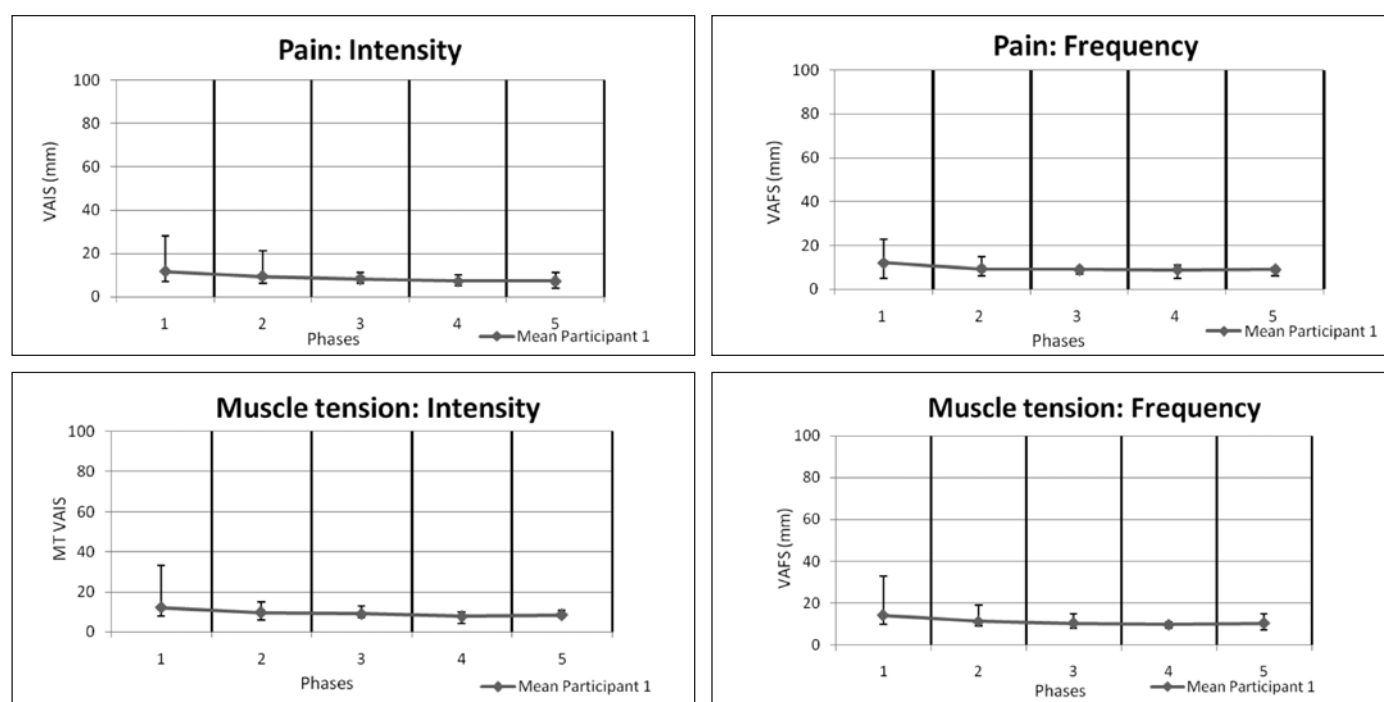 Pain: Intensity
100
80
60
40
20
0
VAIS (mm)
1 2 3 4 5
Phases
Mean Participant 1
Pain: Frequency
100
80
60
40
20
0
VAFS (mm)
1 2 3 4 5
Phases
Mean Participant 1
Muscle tension: Intensity
100
80
60
40
20
0
MT VAIS
1 2 3 4 5
Phases
Mean Participant 1
Muscle tension: Frequency
100
80
60
40
20
0
VAFS (mm)
1 2 3 4 5
Phases
Mean Participant 1